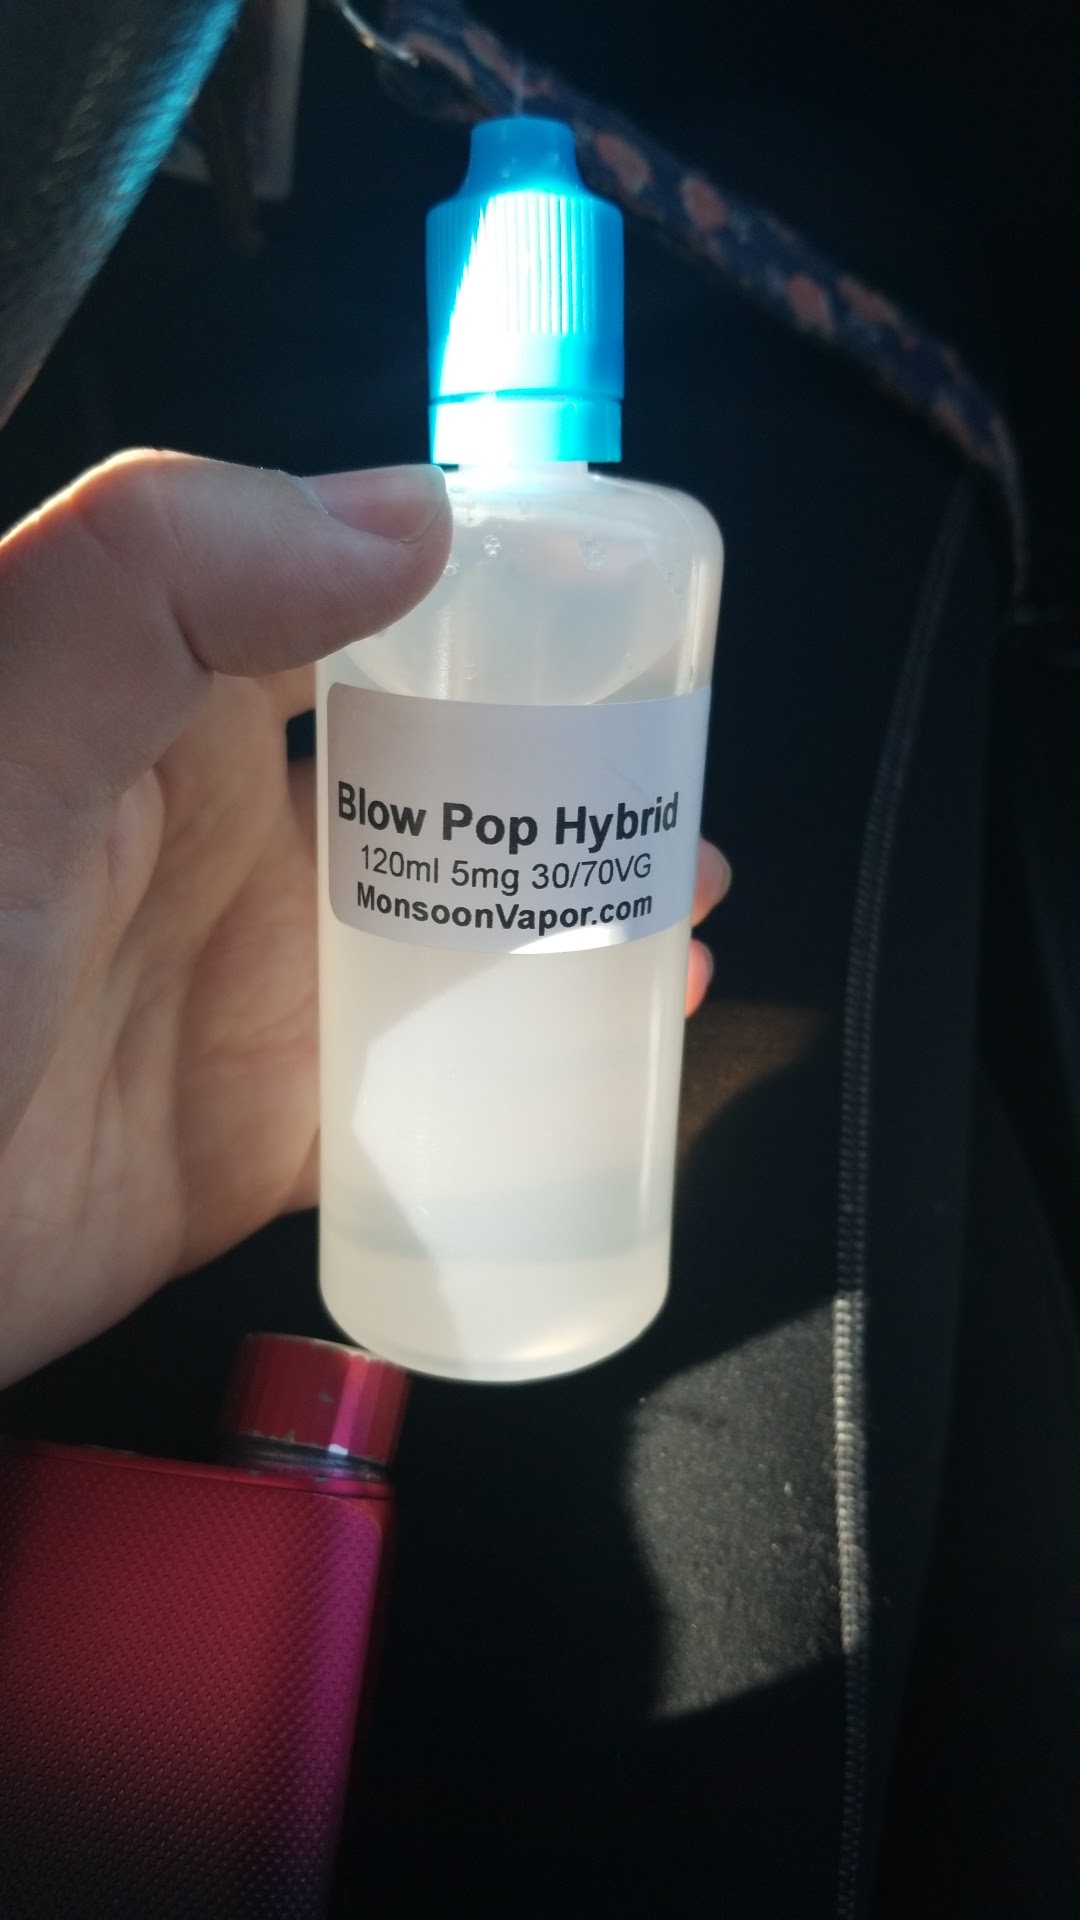 Blow Pop Hybrid
120ml 5mg 30/70VG
MonsoonVapor.com